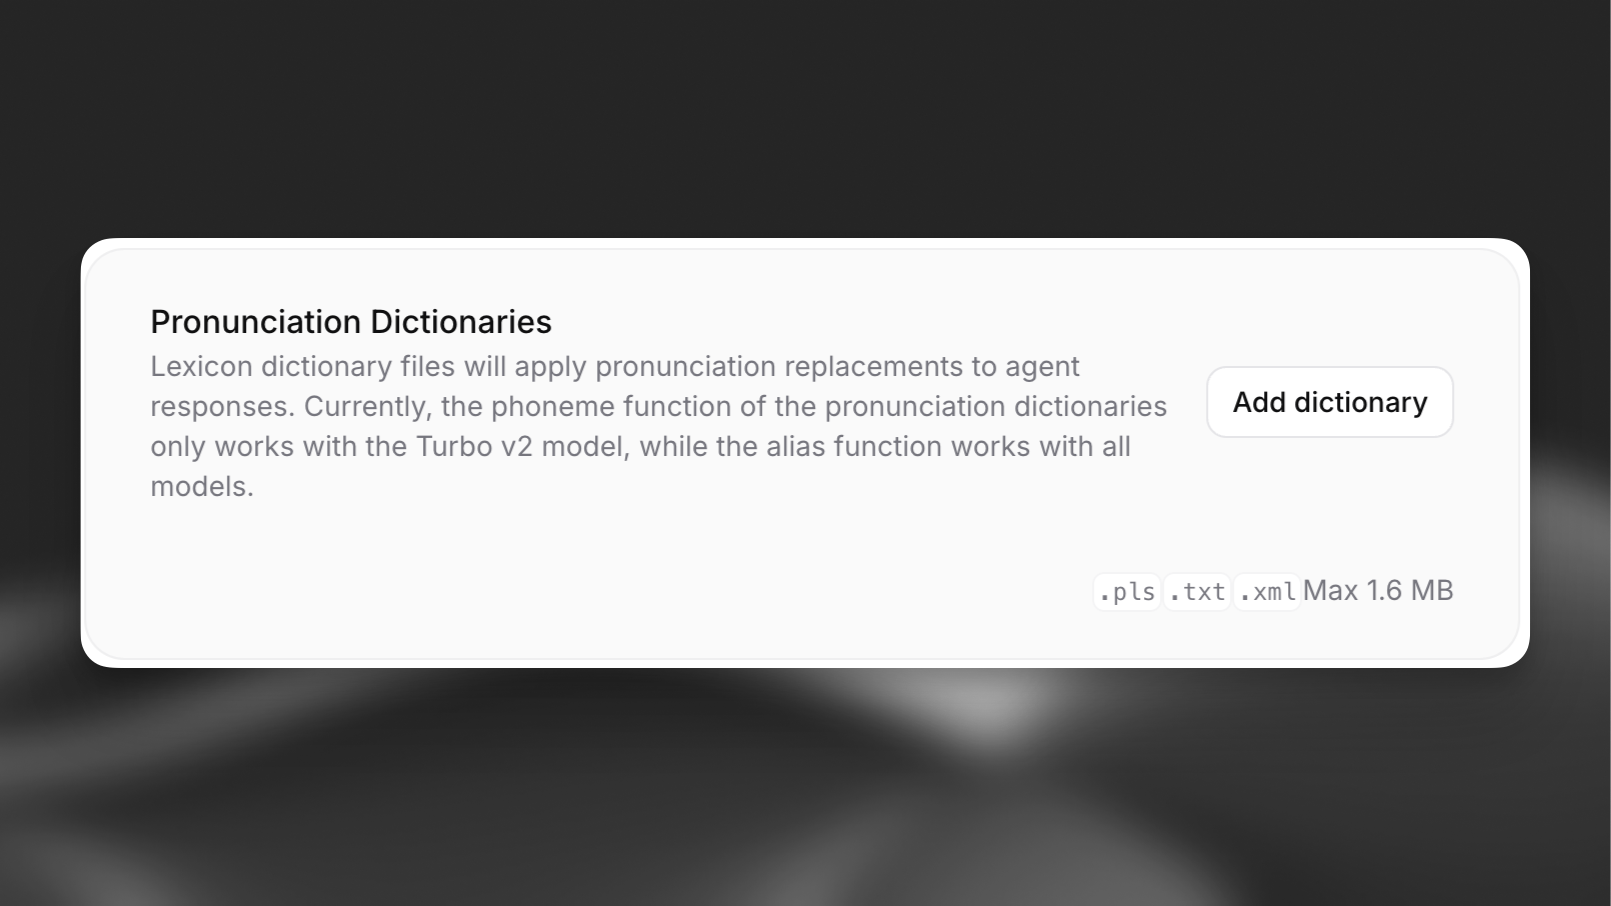 Pronunciation Dictionaries
Lexicon dictionary files will apply pronunciation replacements to agent
responses. Currently, the phoneme function of the pronunciation dictionaries
only works with the Turbo v2 model, while the alias function works with all
models.
Add dictionary
.pls .txt .xml Max 1.6 MB